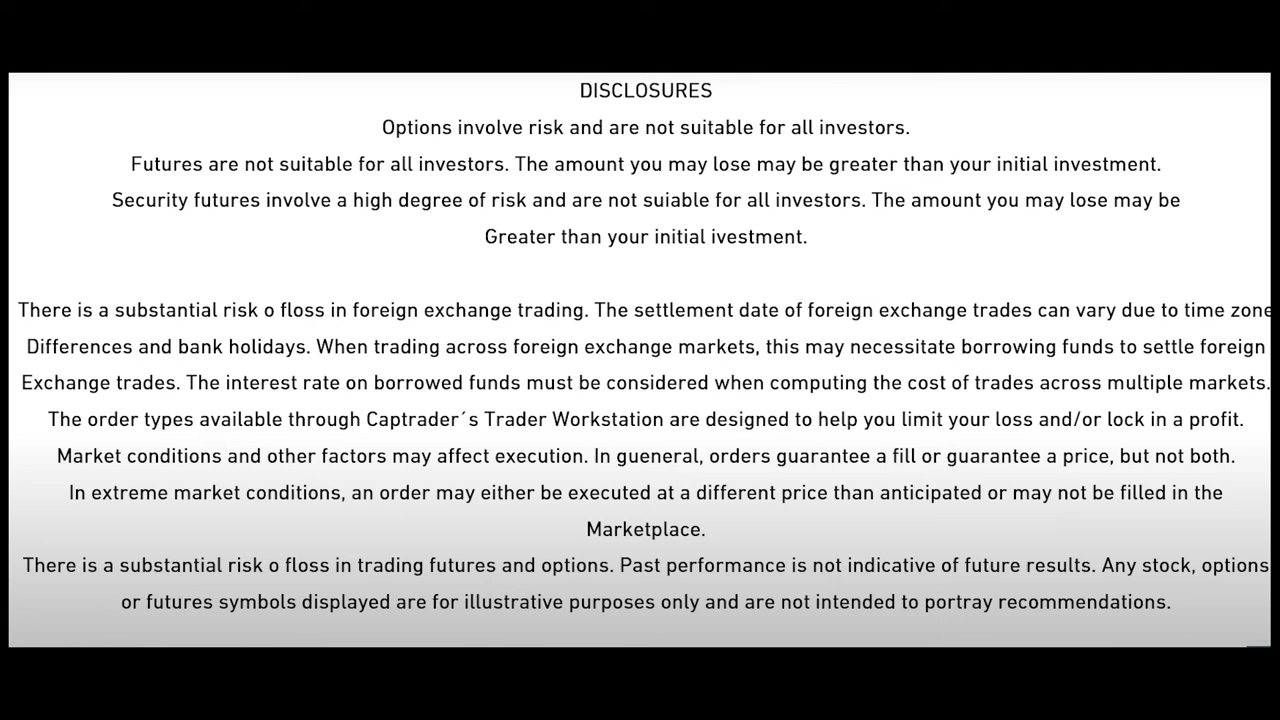 DISCLOSURES
Options involve risk and are not suitable for all investors.
Futures are not suitable for all investors. The amount you may lose may be greater than your initial investment.
Security futures involve a high degree of risk and are not suiable for all investors. The amount you may lose may be
Greater than your initial ivestment.
There is a substantial risk o floss in foreign exchange trading. The settlement date of foreign exchange trades can vary due to time zone
Differences and bank holidays. When trading across foreign exchange markets, this may necessitate borrowing funds to settle foreign
Exchange trades. The interest rate on borrowed funds must be considered when computing the cost of trades across multiple markets.
The order types available through Captrader´s Trader Workstation are designed to help you limit your loss and/or lock in a profit.
Market conditions and other factors may affect execution. In gueneral, orders guarantee a fill or guarantee a price, but not both.
In extreme market conditions, an order may either be executed at a different price than anticipated or may not be filled in the
Marketplace.
There is a substantial risk o floss in trading futures and options. Past performance is not indicative of future results. Any stock, options
or futures symbols displayed are for illustrative purposes only and are not intended to portray recommendations.